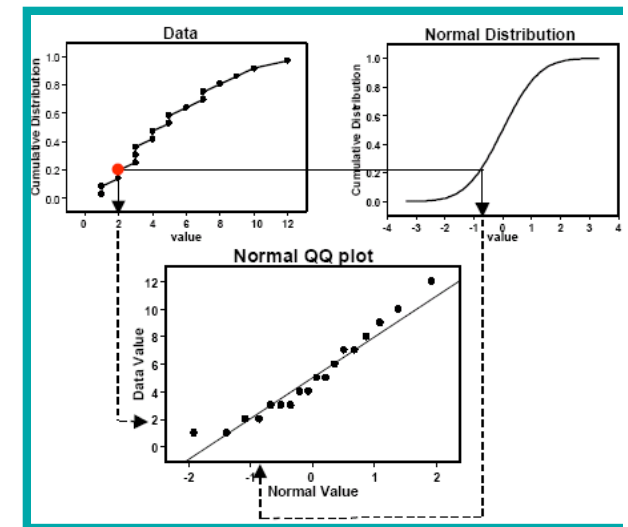 Data
Cumulative Distribution
1.0
0.8
0.6
0.4
0.2
0.0
0 2 4 6 8 10 12
value
Normal Distribution
Cumulative Distribution
1.0
0.8
0.6
0.4
0.2
0.0
-4 -3 -2 -1 0 1 2 3 4
value
Normal QQ plot
Data Value
12
10
8
6
4
2
0
-2 -1 0 1 2
Normal Value